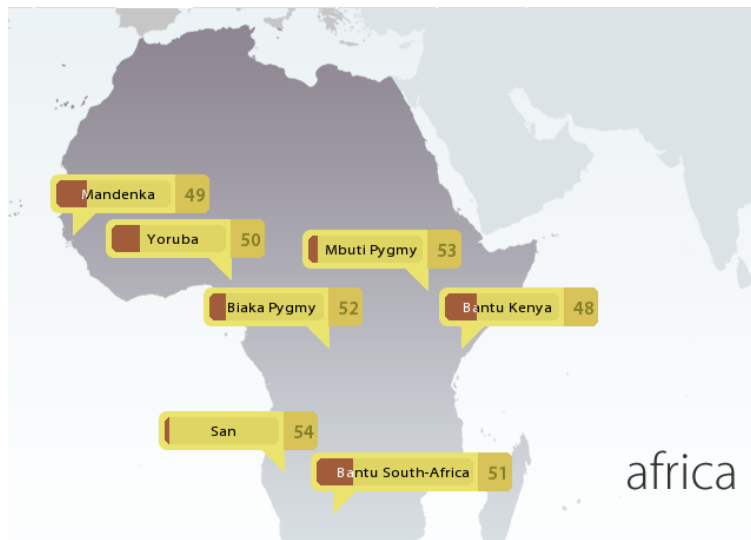 Mandenka 49
Yoruba 50
Mbuti Pygmy 53
Biaka Pygmy 52
Bantu Kenya 48
San 54
Bantu South-Africa 51
africa